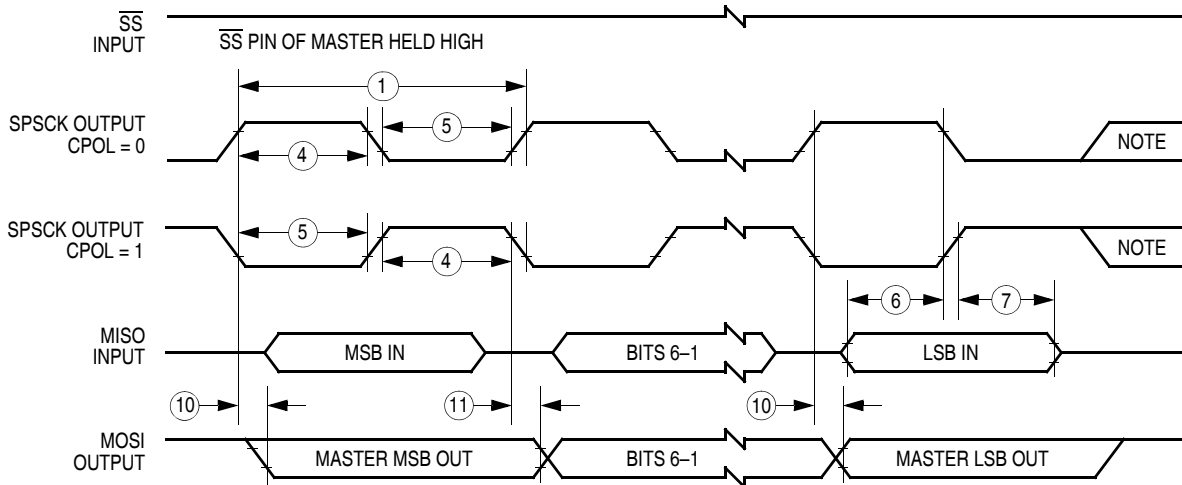 SS
INPUT
SS PIN OF MASTER HELD HIGH
1
SPSCK OUTPUT
CPOL = 0
5
4
NOTE
SPSCK OUTPUT
CPOL = 1
5
4
NOTE
6
7
MISO
INPUT
MSB IN
BITS 6–1
LSB IN
10
11
10
MOSI
OUTPUT
MASTER MSB OUT
BITS 6–1
MASTER LSB OUT